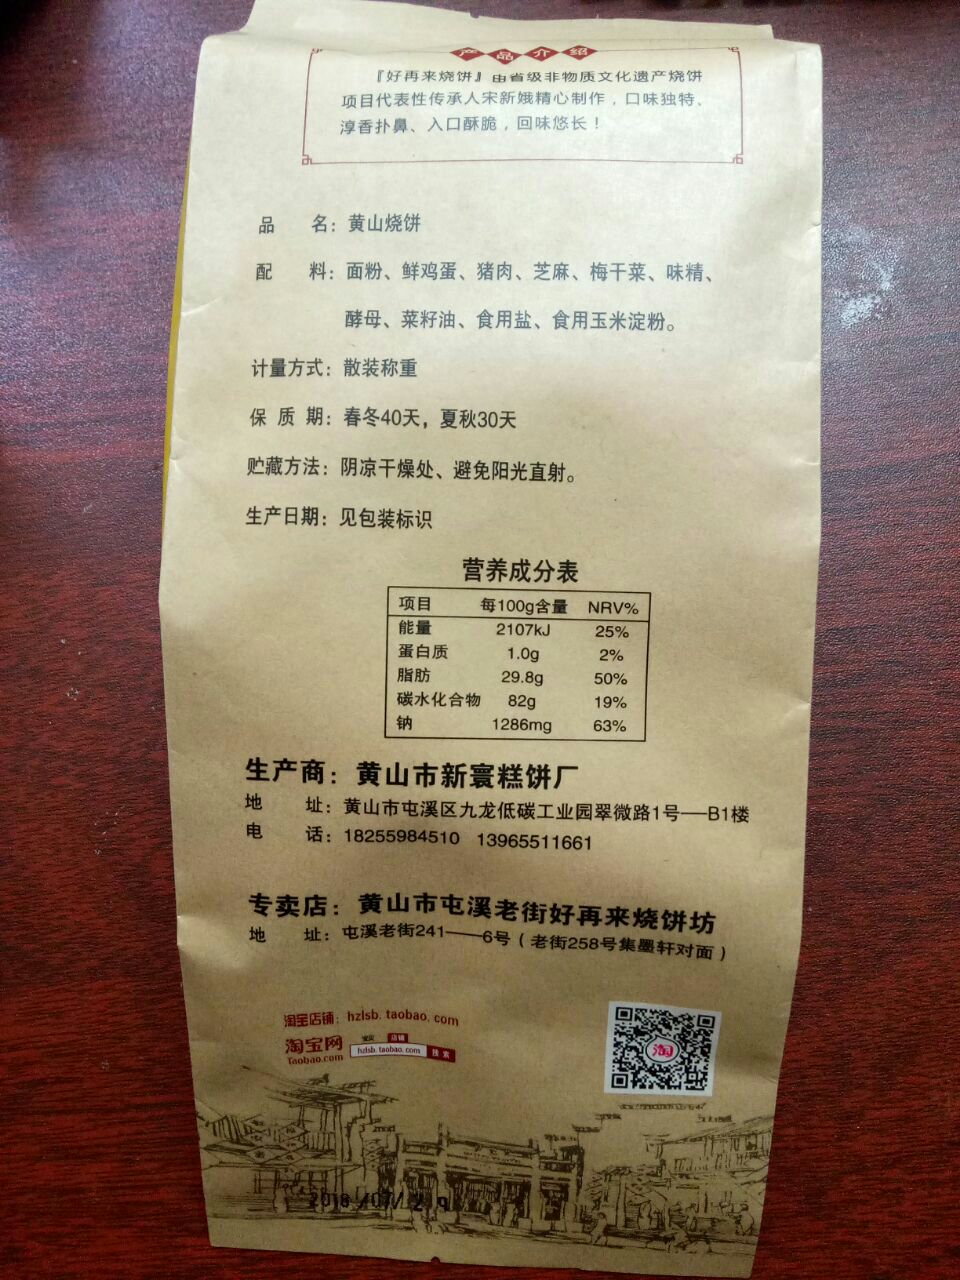 产品介绍
『好再来烧饼』由省级非物质文化遗产烧饼
项目代表性传承人宋新娥精心制作，口味独特、
淳香扑鼻、入口酥脆，回味悠长！
品 名：黄山烧饼
配 料：面粉、鲜鸡蛋、猪肉、芝麻、梅干菜、味精、
酵母、菜籽油、食用盐、食用玉米淀粉。
计量方式：散装称重
保 质 期：春冬40天，夏秋30天
贮藏方法：阴凉干燥处、避免阳光直射。
生产日期：见包装标识
营养成分表
项目 每100g含量 NRV%
能量 2107kJ 25%
蛋白质 1.0g 2%
脂肪 29.8g 50%
碳水化合物 82g 19%
钠 1286mg 63%
生产商：黄山市新寰糕饼厂
地 址：黄山市屯溪区九龙低碳工业园翠微路1号——B1楼
电 话：18255984510 13965511661
专卖店：黄山市屯溪老街好再来烧饼坊
地 址：屯溪老街241——6号（老街258号集墨轩对面）
淘宝店铺：hzlsb.taobao.com
淘宝网
Taobao.com
宝贝 店铺
hzlsb.taobao.com 搜索
淘